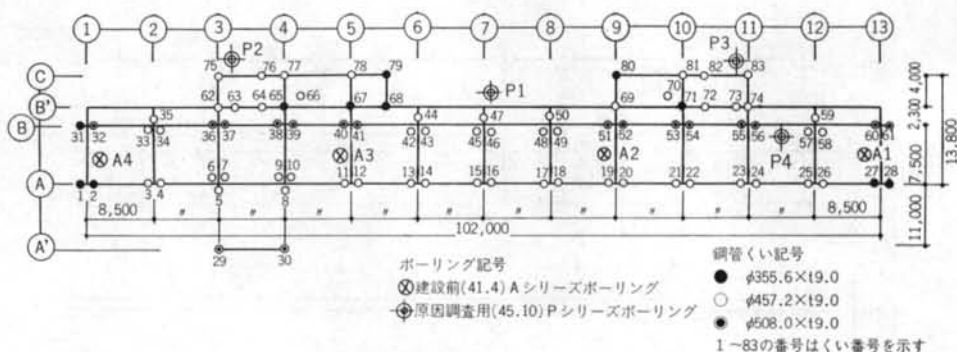 1 2 3 4 5 6 7 8 9 10 11 12 13
P2 P3
75 76 77 78 79 80 81 82 83
C
62 63 64 65 66 67 68 P1 69 70 71 72 73 74
B'
35 44 47 50 59
B
31 32 33 34 36 37 38 39 40 41 42 43 45 46 48 49 51 52 53 54 55 56 57 58 60 61
A4 A3 A2 P4 A1
6 7 9 10
A
1 2 3 4 5 8 11 12 13 14 15 16 17 18 19 20 21 22 23 24 25 26 27 28
8,500 〃 〃 〃 〃 〃 〃 〃 〃 〃 〃 8,500
102,000
A'
29 30
4,000
2,300
7,500
13,800
11,000
ボーリング記号
建設前(41.4) Aシリーズボーリング
原因調査用(45.10) Pシリーズボーリング
鋼管くい記号
φ355.6×t9.0
φ457.2×t9.0
φ508.0×t9.0
1~83の番号はくい番号を示す